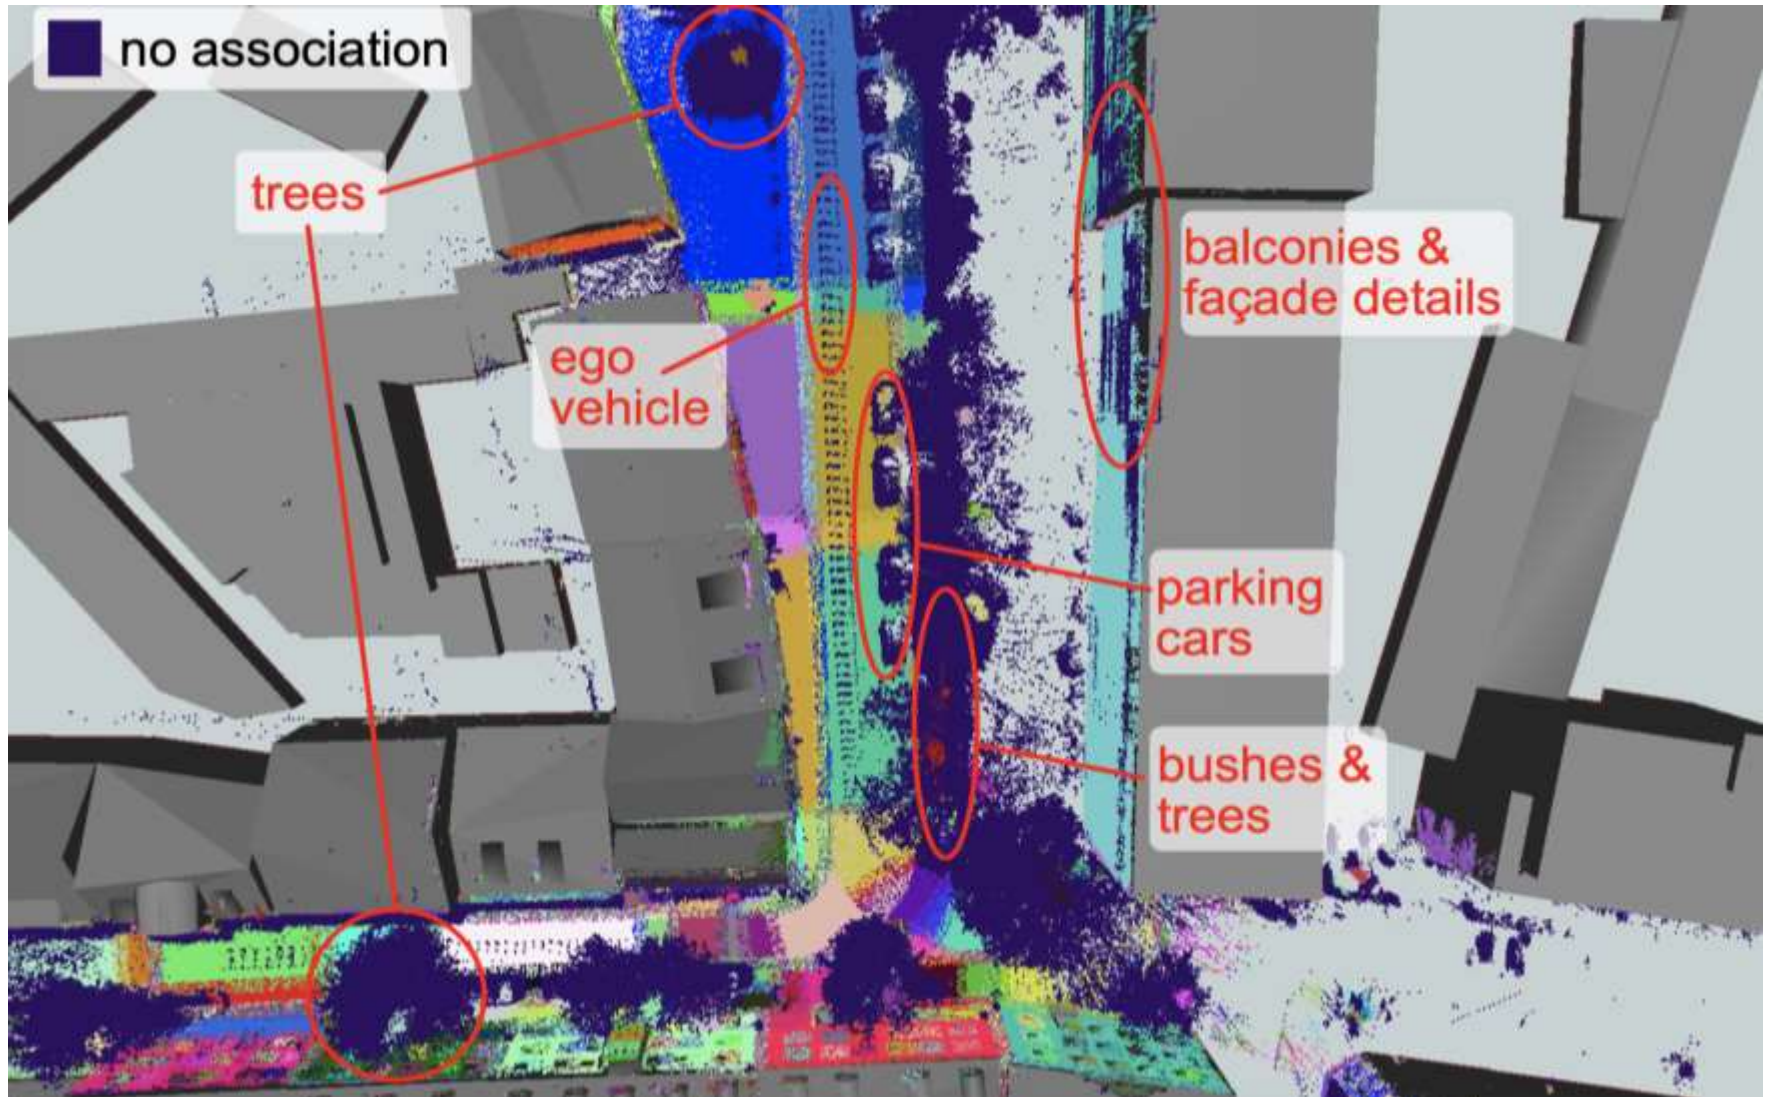 no association
trees
balconies &
façade details
ego
vehicle
parking
cars
bushes &
trees